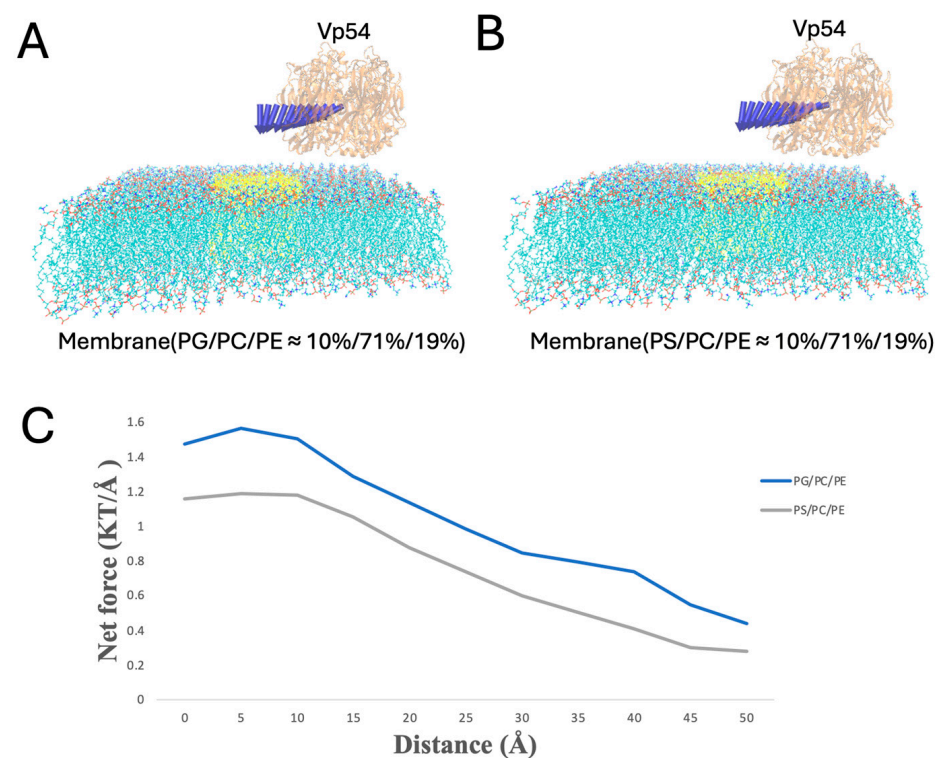 A
Vp54
Membrane(PG/PC/PE ≈ 10%/71%/19%)
B
Vp54
Membrane(PS/PC/PE ≈ 10%/71%/19%)
C
Net force (KT/Å )
1.6
1.4
1.2
1
0.8
0.6
0.4
0.2
0
0 5 10 15 20 25 30 35 40 45 50
Distance (Å)
PG/PC/PE
PS/PC/PE